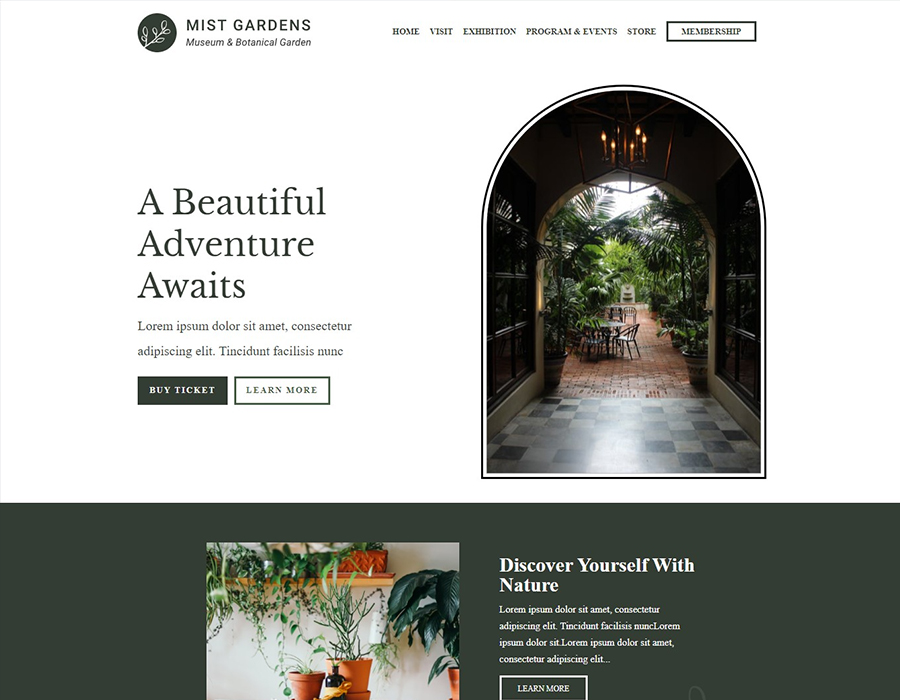 MIST GARDENS
Museum & Botanical Garden
HOME VISIT EXHIBITION PROGRAM & EVENTS STORE MEMBERSHIP
A Beautiful
Adventure
Awaits
Lorem ipsum dolor sit amet, consectetur
adipiscing elit. Tincidunt facilisis nunc
BUY TICKET LEARN MORE
Discover Yourself With
Nature
Lorem ipsum dolor sit amet, consectetur
adipiscing elit. Tincidunt facilisis nuncLorem
ipsum dolor sit.Lorem ipsum dolor sit amet,
consectetur adipiscing elit...
LEARN MORE